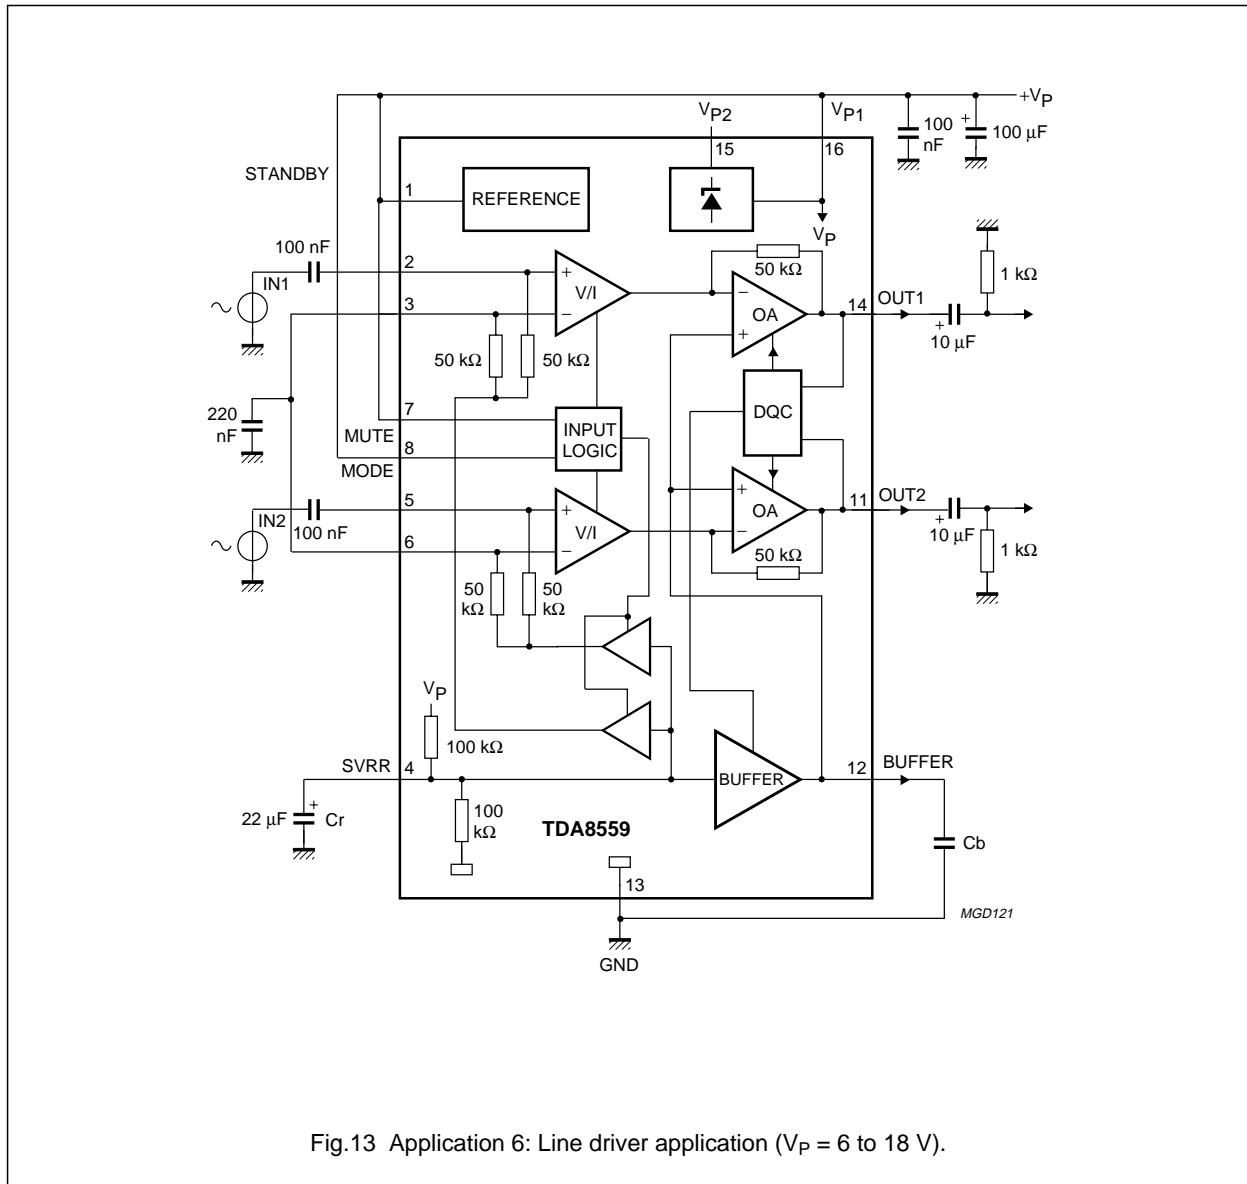 +VP
VP2
VP1
100 nF
+
100 µF
15
16
STANDBY
1
REFERENCE
VP
100 nF
2
IN1
+
V/I
−
3
50 kΩ
50 kΩ
50 kΩ
−
OA
+
14
OUT1
+
10 µF
1 kΩ
220 nF
7
MUTE
8
MODE
INPUT LOGIC
DQC
5
IN2
100 nF
6
+
V/I
−
50 kΩ
50 kΩ
+
OA
−
50 kΩ
11
OUT2
+
10 µF
1 kΩ
VP
100 kΩ
SVRR
4
BUFFER
12
BUFFER
22 µF
+
Cr
100 kΩ
TDA8559
Cb
13
MGD121
GND
Fig.13 Application 6: Line driver application (VP = 6 to 18 V).